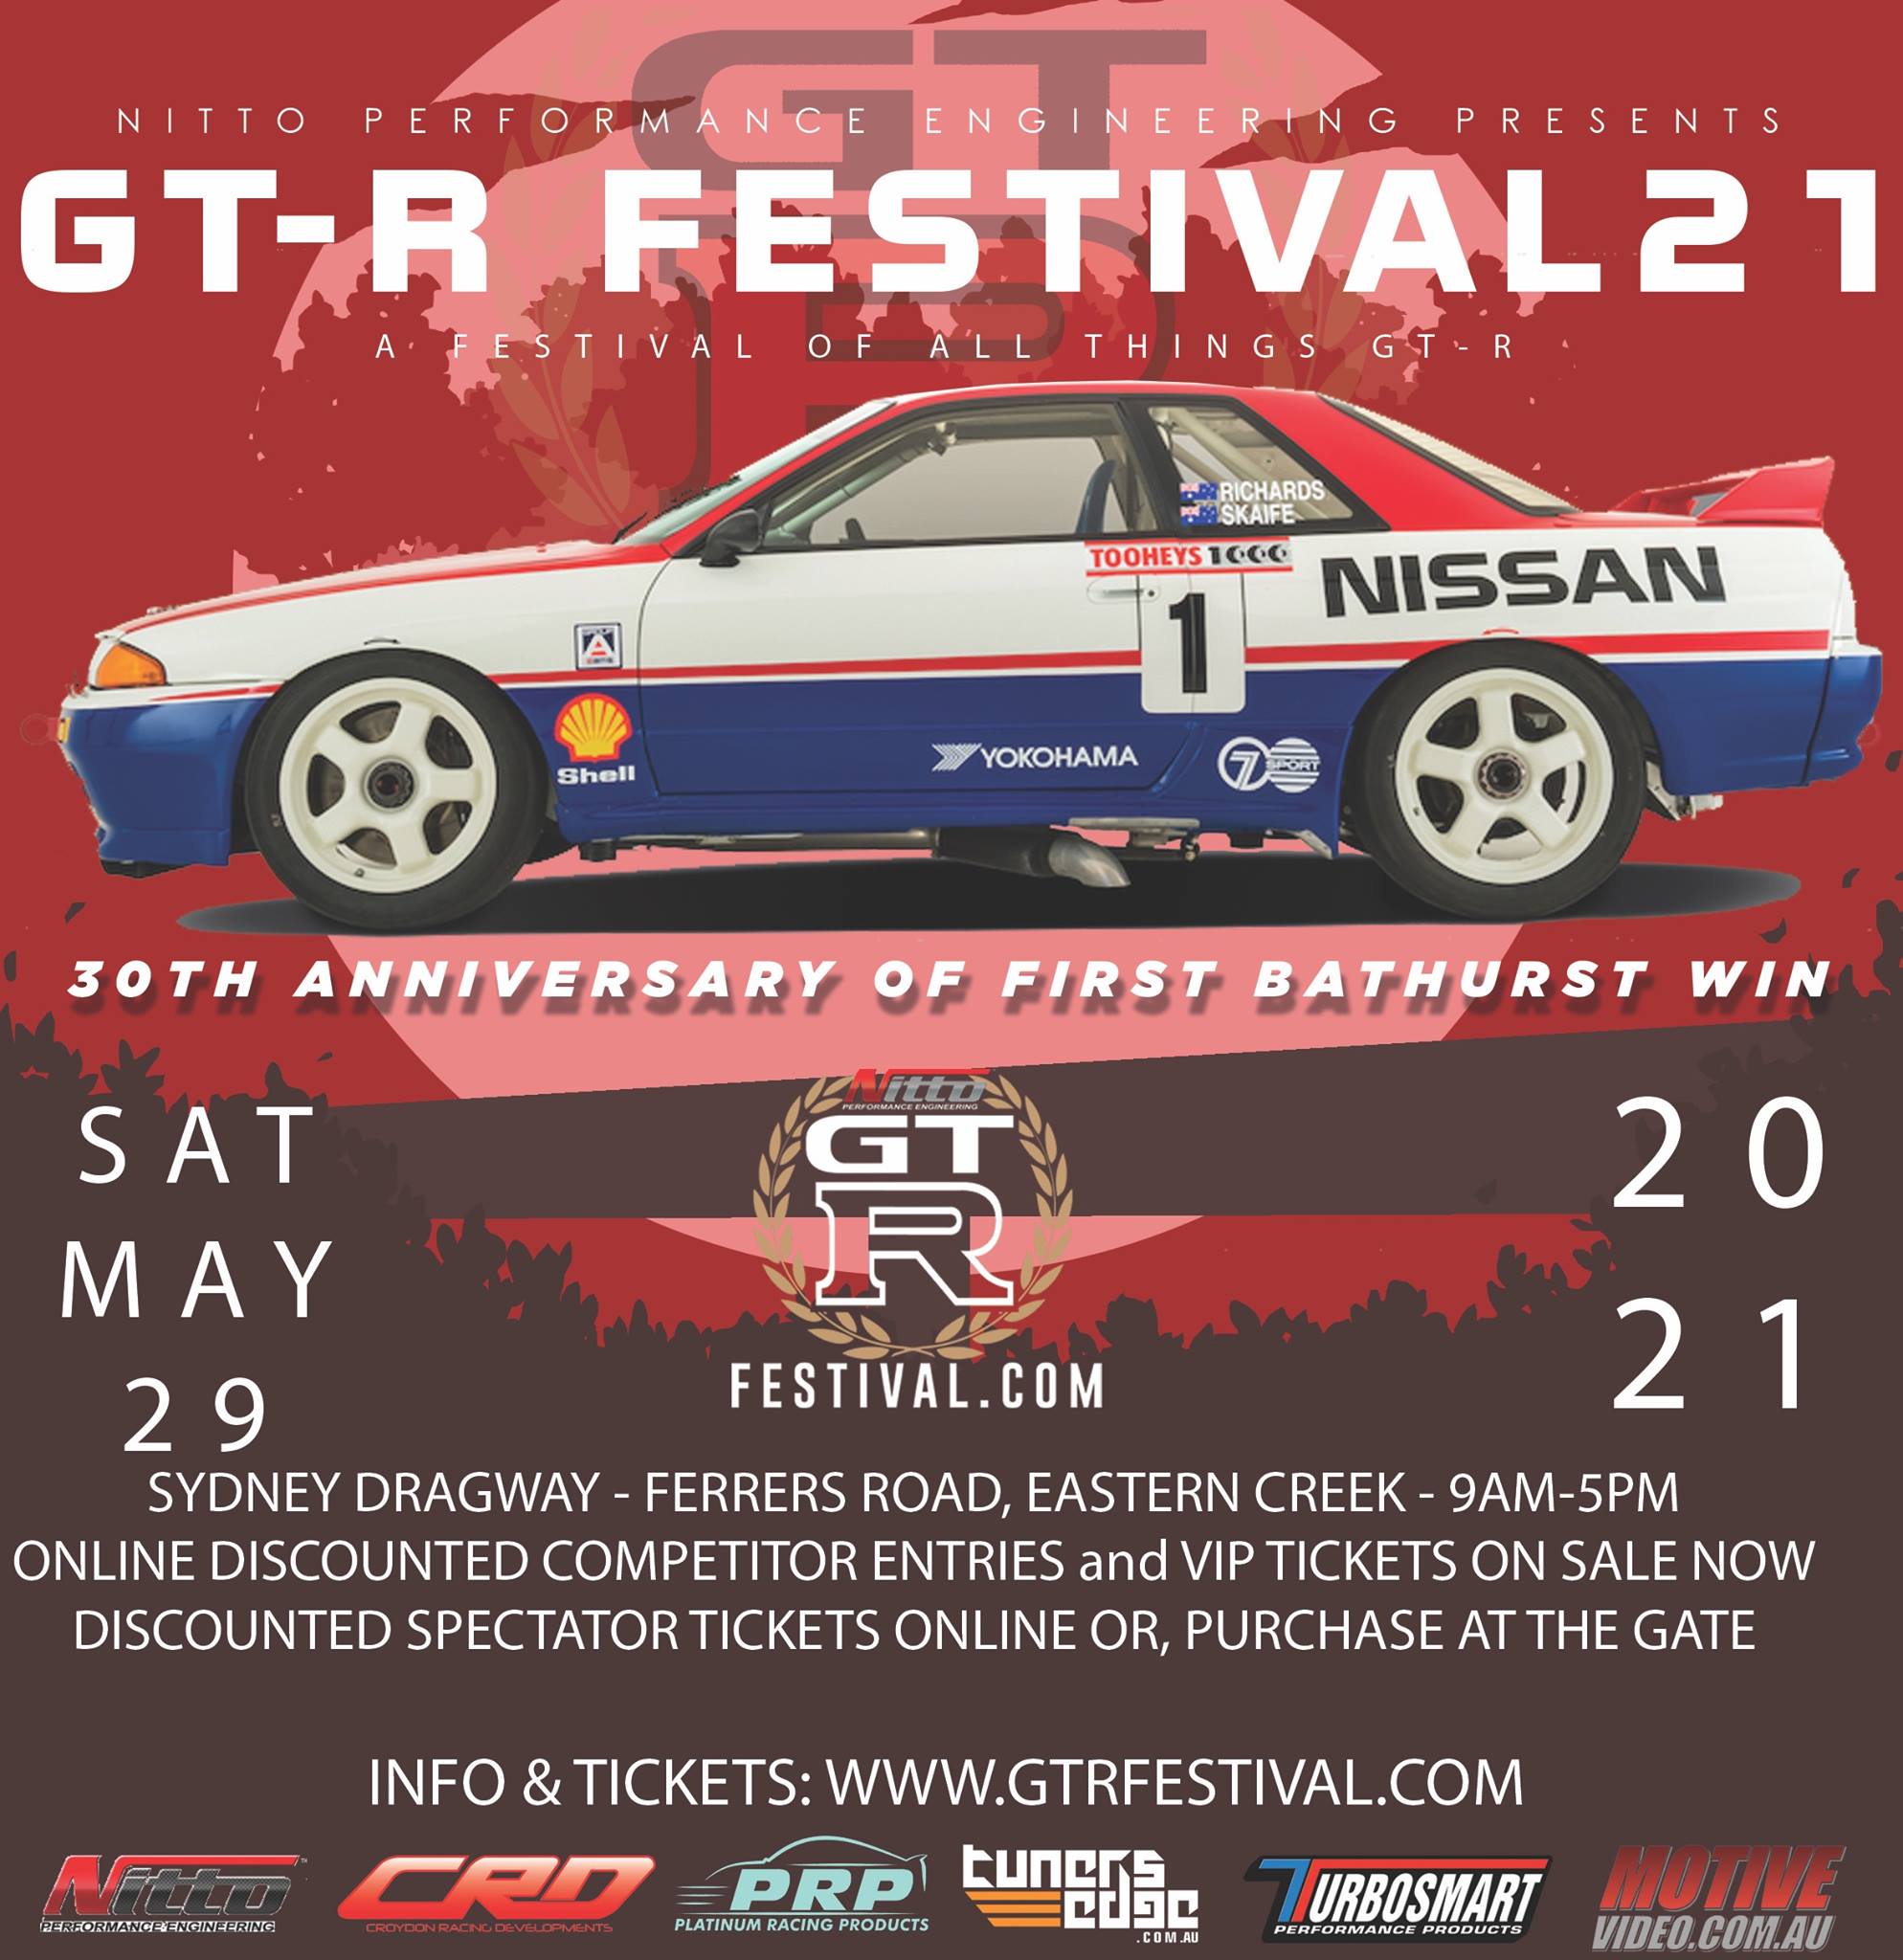 NITTO PERFORMANCE ENGINEERING PRESENTS
GT-R FESTIVAL21
A FESTIVAL OF ALL THINGS GT-R
RICHARDS
SKAIFE
TOOHEYS 1000
1
NISSAN
A
Shell
YOKOHAMA
7 SPORT
30TH ANNIVERSARY OF FIRST BATHURST WIN
SAT
MAY
29
Nitto
PERFORMANCE ENGINEERING
GT
R
FESTIVAL.COM
20
21
SYDNEY DRAGWAY - FERRERS ROAD, EASTERN CREEK - 9AM-5PM
ONLINE DISCOUNTED COMPETITOR ENTRIES and VIP TICKETS ON SALE NOW
DISCOUNTED SPECTATOR TICKETS ONLINE OR, PURCHASE AT THE GATE
INFO & TICKETS: WWW.GTRFESTIVAL.COM
Nitto™
PERFORMANCE ENGINEERING
CRD
CROYDON RACING DEVELOPMENTS
PRP
PLATINUM RACING PRODUCTS
tuners
edge
.COM.AU
TURBOSMART
PERFORMANCE PRODUCTS
MOTIVE
VIDEO.COM.AU